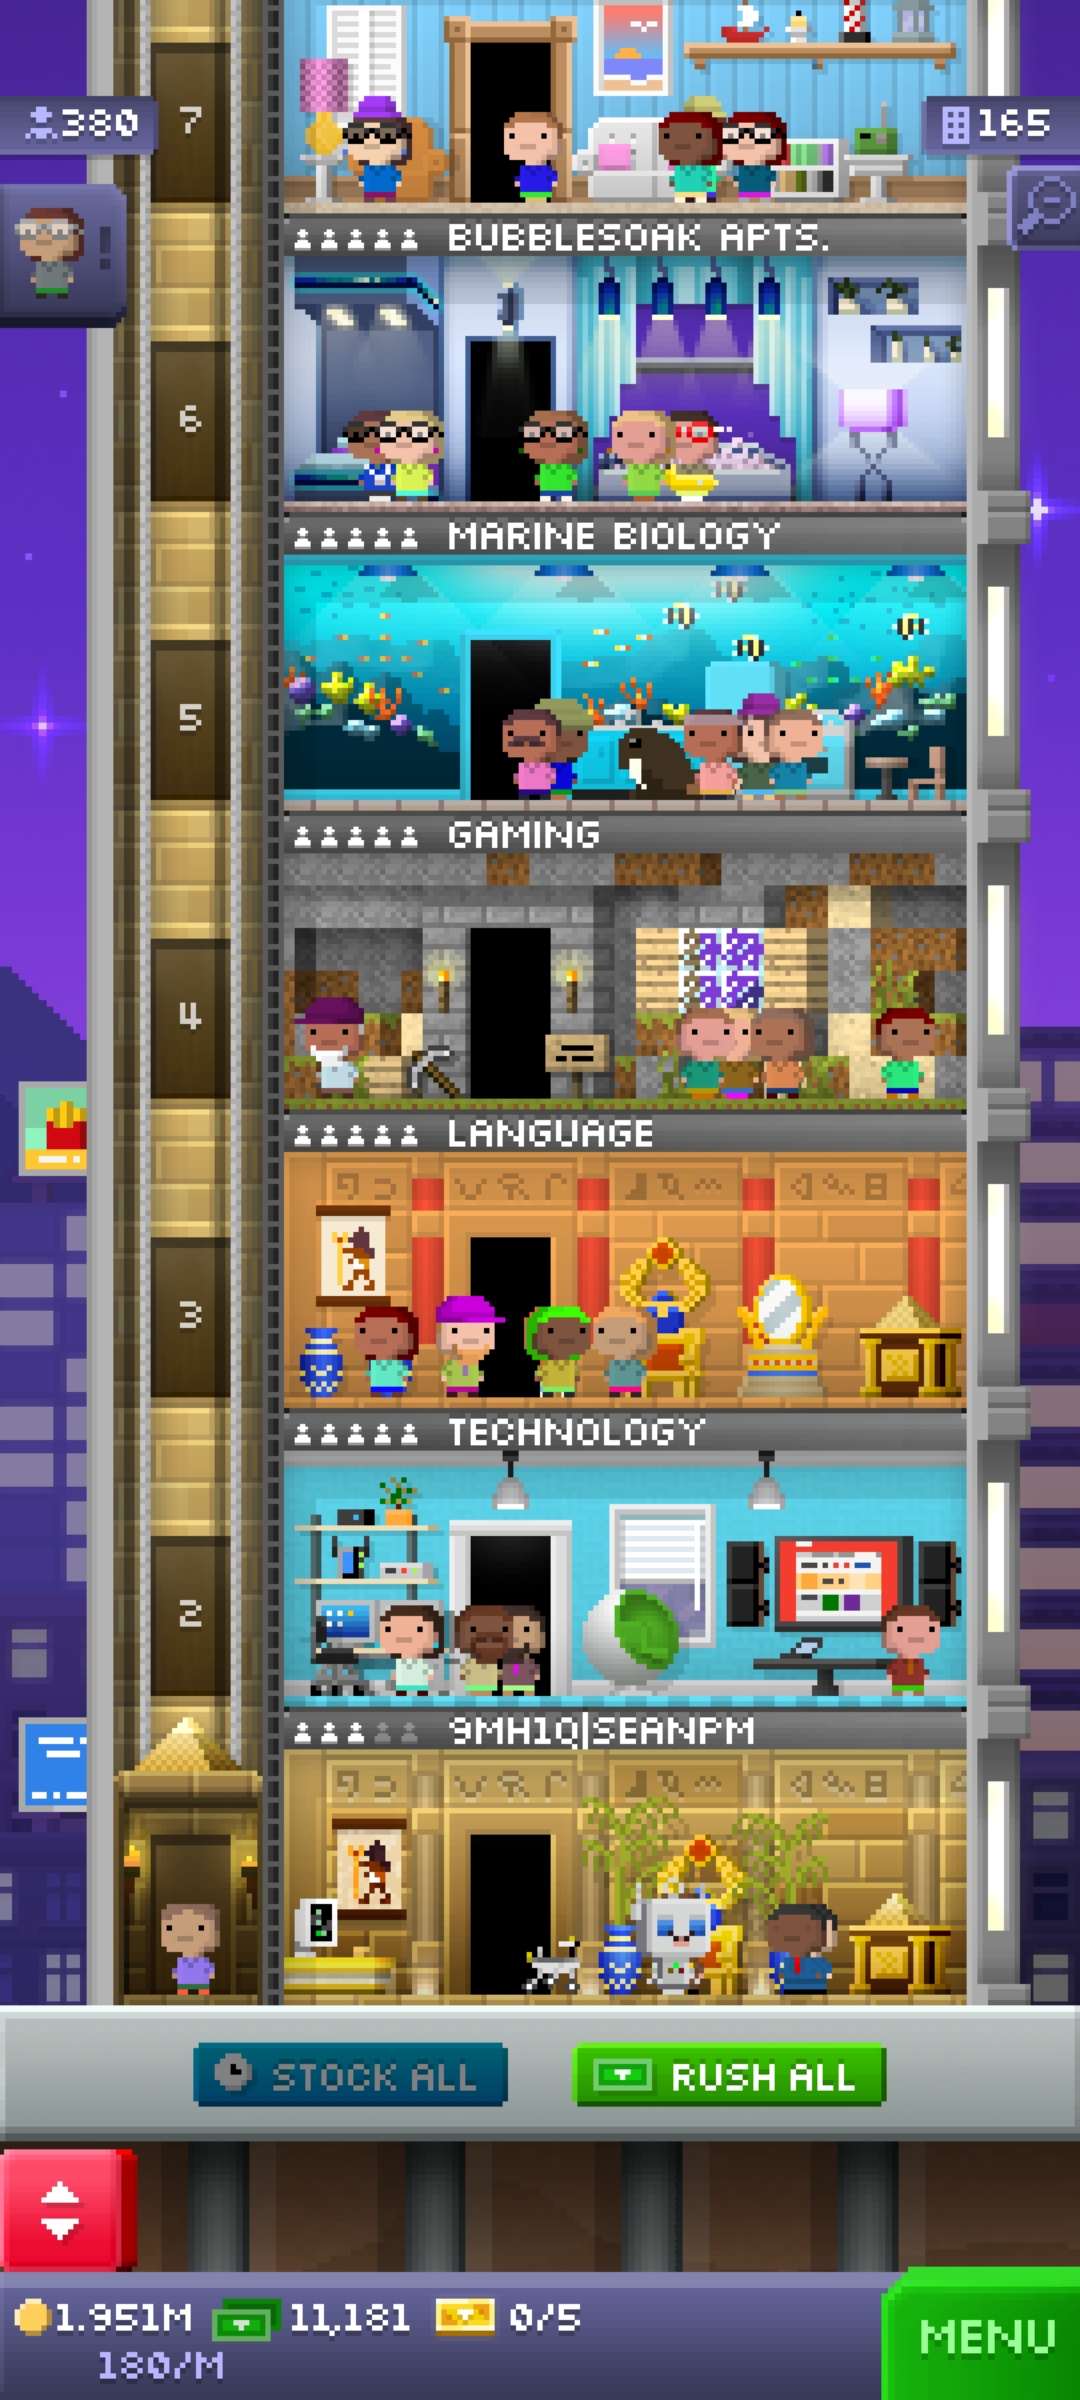 380
7
165
BUBBLESOAK APTS.
6
MARINE BIOLOGY
5
GAMING
4
LANGUAGE
3
TECHNOLOGY
2
9MH1Q|SEANPM
STOCK ALL
RUSH ALL
1.951M
11,181
0/5
180/M
MENU